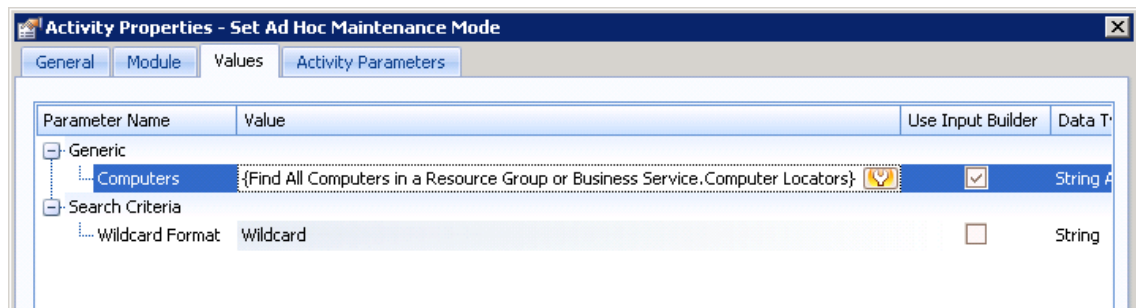 Activity Properties - Set Ad Hoc Maintenance Mode
General Module Values Activity Parameters
Parameter Name Value Use Input Builder Data T
Generic
Computers {Find All Computers in a Resource Group or Business Service.Computer Locators} String A
Search Criteria
Wildcard Format Wildcard String